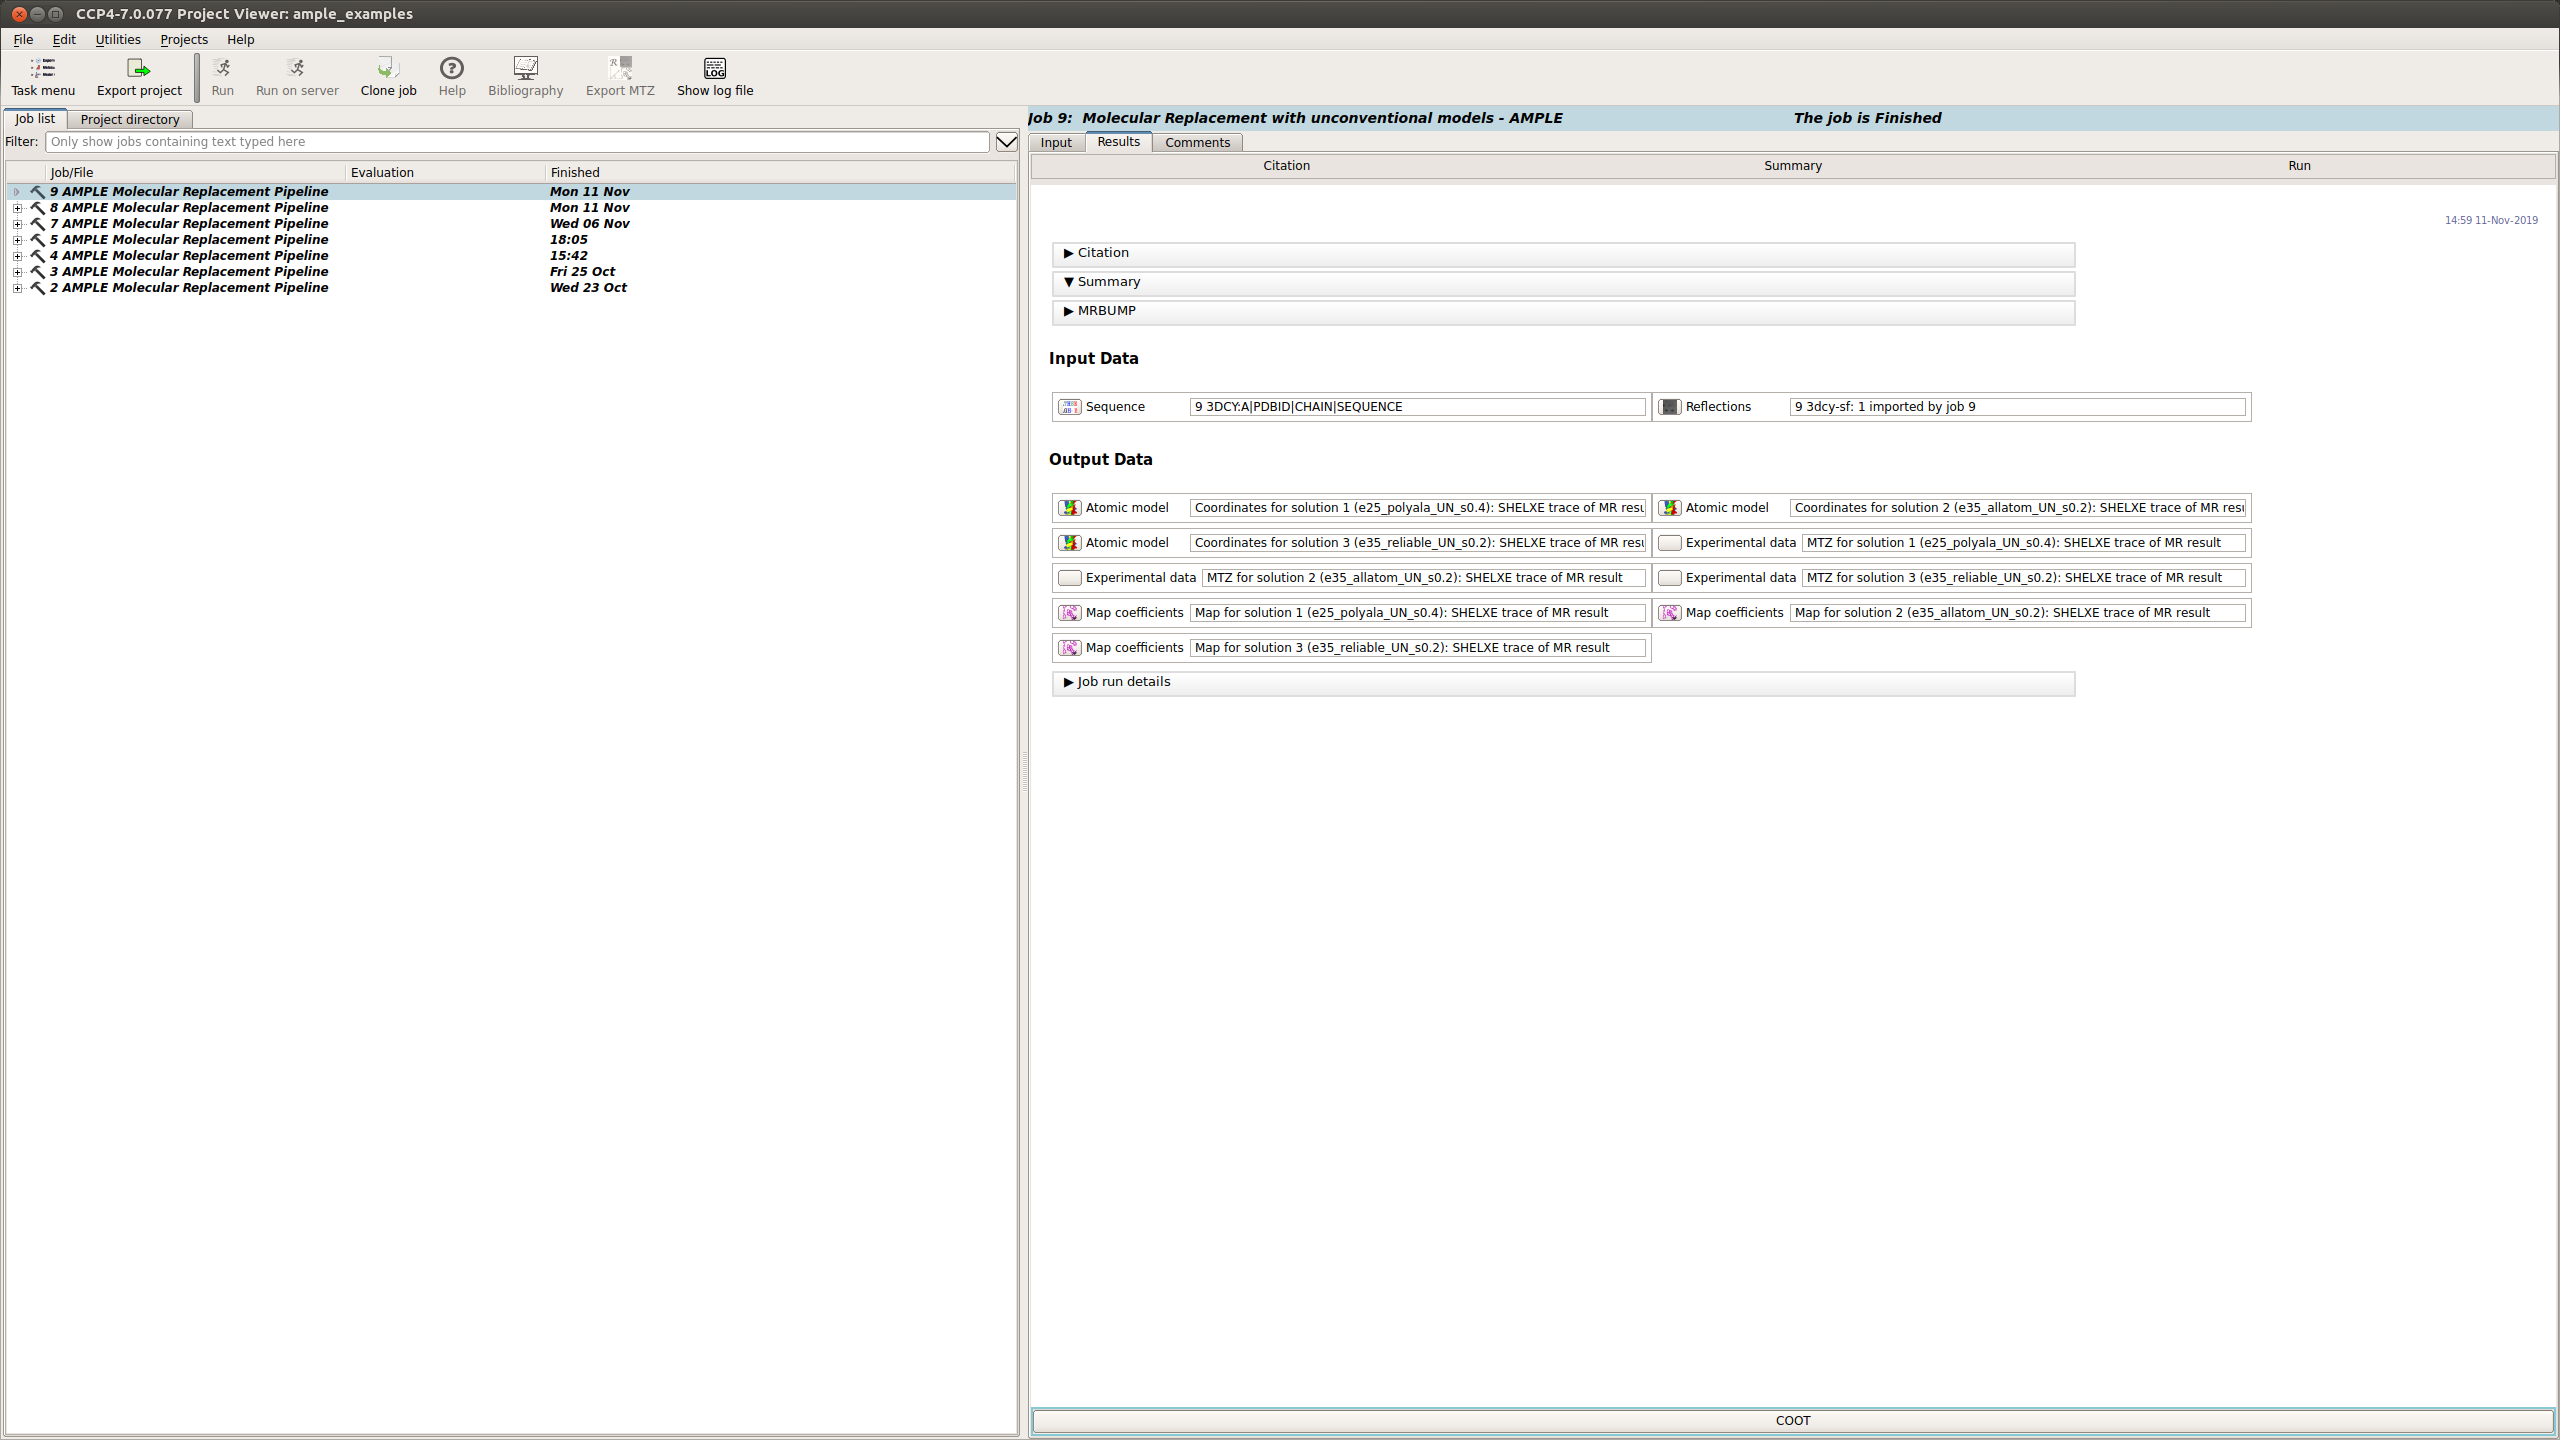 CCP4-7.0.077 Project Viewer: ample_examples
File Edit Utilities Projects Help
Task menu Export project Run Run on server Clone job Help Bibliography Export MTZ Show log file
Job list Project directory
Filter: Only show jobs containing text typed here
Job/File Evaluation Finished
9 AMPLE Molecular Replacement Pipeline Mon 11 Nov
8 AMPLE Molecular Replacement Pipeline Mon 11 Nov
7 AMPLE Molecular Replacement Pipeline Wed 06 Nov
5 AMPLE Molecular Replacement Pipeline 18:05
4 AMPLE Molecular Replacement Pipeline 15:42
3 AMPLE Molecular Replacement Pipeline Fri 25 Oct
2 AMPLE Molecular Replacement Pipeline Wed 23 Oct
Job 9: Molecular Replacement with unconventional models - AMPLE The job is Finished
Input Results Comments
Citation Summary Run
14:59 11-Nov-2019
▶ Citation
▼ Summary
▶ MRBUMP
Input Data
Sequence 9 3DCY:A|PDBID|CHAIN|SEQUENCE Reflections 9 3dcy-sf: 1 imported by job 9
Output Data
Atomic model Coordinates for solution 1 (e25_polyala_UN_s0.4): SHELXE trace of MR resu Atomic model Coordinates for solution 2 (e35_allatom_UN_s0.2): SHELXE trace of MR resu
Atomic model Coordinates for solution 3 (e35_reliable_UN_s0.2): SHELXE trace of MR resu Experimental data MTZ for solution 1 (e25_polyala_UN_s0.4): SHELXE trace of MR result
Experimental data MTZ for solution 2 (e35_allatom_UN_s0.2): SHELXE trace of MR result Experimental data MTZ for solution 3 (e35_reliable_UN_s0.2): SHELXE trace of MR result
Map coefficients Map for solution 1 (e25_polyala_UN_s0.4): SHELXE trace of MR result Map coefficients Map for solution 2 (e35_allatom_UN_s0.2): SHELXE trace of MR result
Map coefficients Map for solution 3 (e35_reliable_UN_s0.2): SHELXE trace of MR result
▶ Job run details
COOT